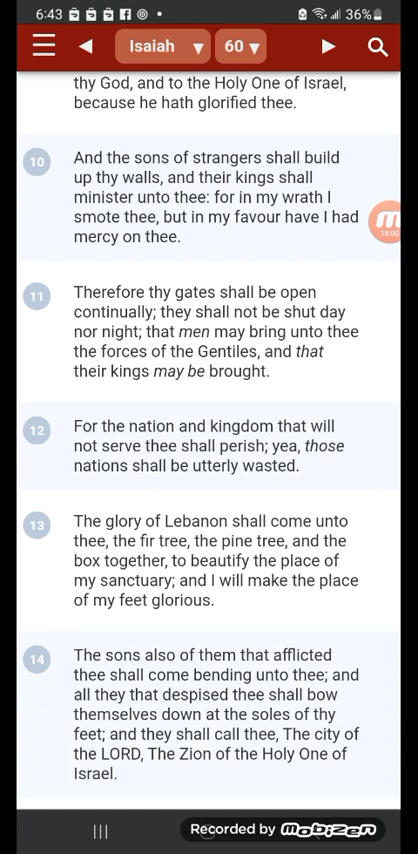 6:43 36%
Isaiah 60
thy God, and to the Holy One of Israel,
because he hath glorified thee.
10 And the sons of strangers shall build
up thy walls, and their kings shall
minister unto thee: for in my wrath I
smote thee, but in my favour have I had
mercy on thee.
18:00
11 Therefore thy gates shall be open
continually; they shall not be shut day
nor night; that men may bring unto thee
the forces of the Gentiles, and that
their kings may be brought.
12 For the nation and kingdom that will
not serve thee shall perish; yea, those
nations shall be utterly wasted.
13 The glory of Lebanon shall come unto
thee, the fir tree, the pine tree, and the
box together, to beautify the place of
my sanctuary; and I will make the place
of my feet glorious.
14 The sons also of them that afflicted
thee shall come bending unto thee; and
all they that despised thee shall bow
themselves down at the soles of thy
feet; and they shall call thee, The city of
the LORD, The Zion of the Holy One of
Israel.
Recorded by mobizen